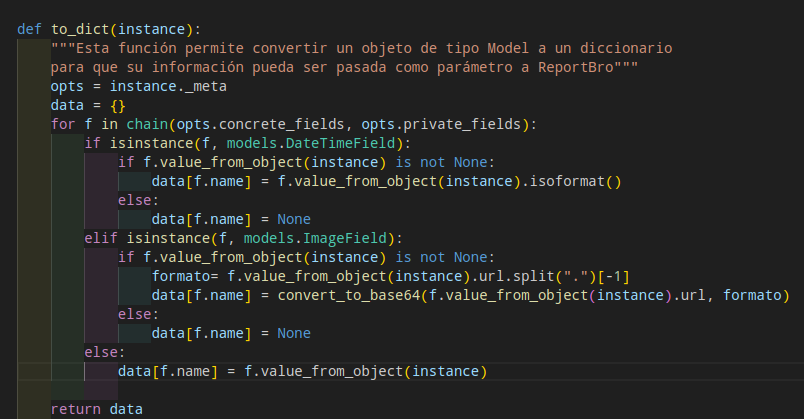 def to_dict(instance):
    """Esta función permite convertir un objeto de tipo Model a un diccionario
    para que su información pueda ser pasada como parámetro a ReportBro"""
    opts = instance._meta
    data = {}
    for f in chain(opts.concrete_fields, opts.private_fields):
        if isinstance(f, models.DateTimeField):
            if f.value_from_object(instance) is not None:
                data[f.name] = f.value_from_object(instance).isoformat()
            else:
                data[f.name] = None
        elif isinstance(f, models.ImageField):
            if f.value_from_object(instance) is not None:
                formato= f.value_from_object(instance).url.split(".")[-1]
                data[f.name] = convert_to_base64(f.value_from_object(instance).url, formato)
            else:
                data[f.name] = None
        else:
            data[f.name] = f.value_from_object(instance)
    return data